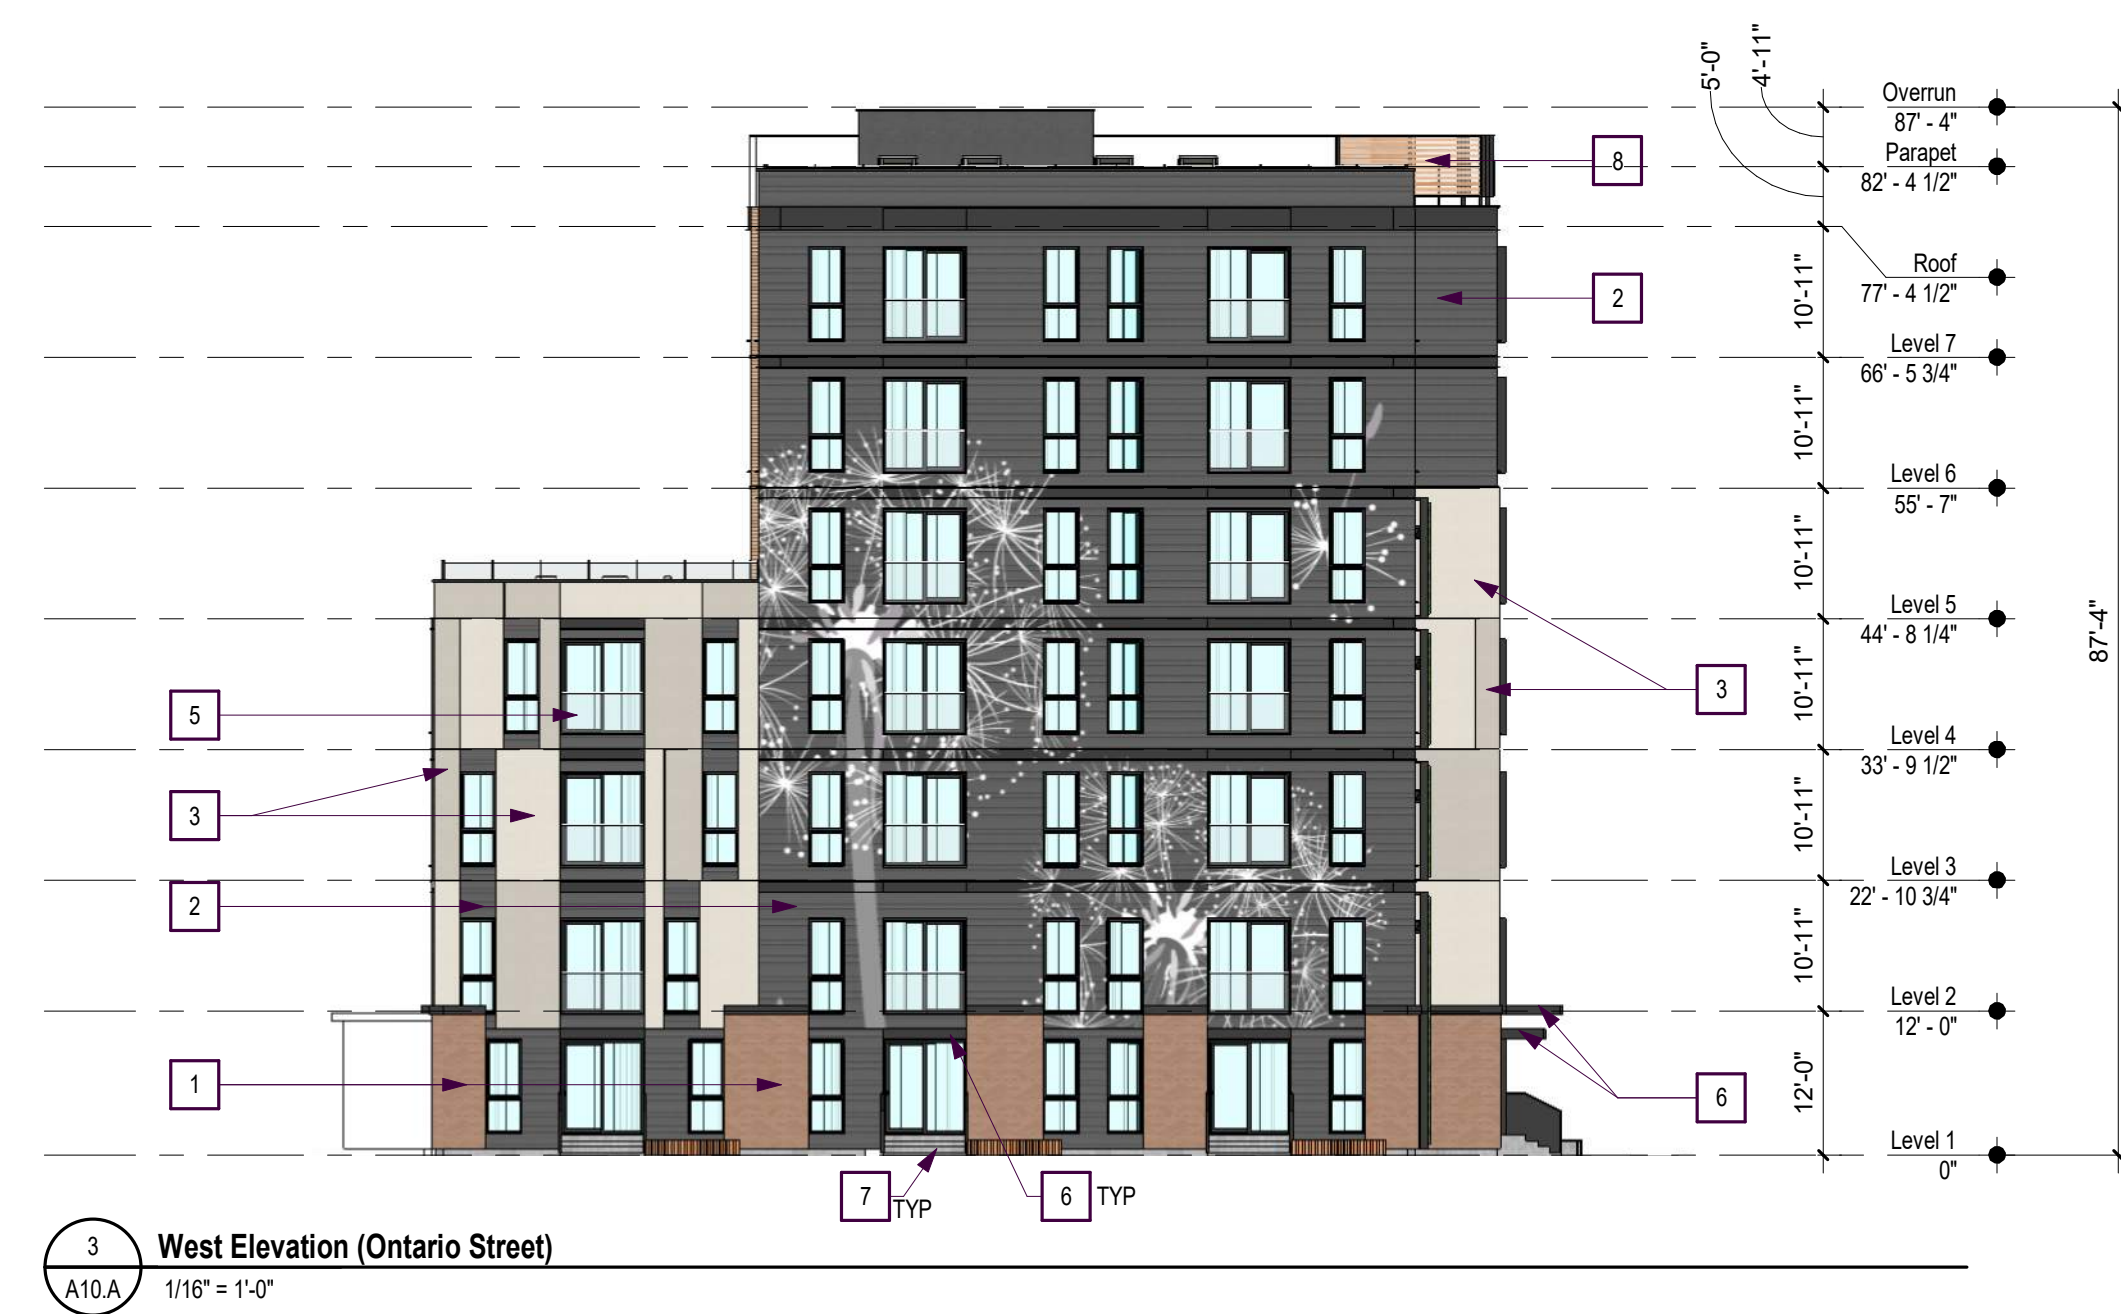 5'-0"
4'-11"
Overrun
87' - 4"
Parapet
82' - 4 1/2"
8
Roof
77' - 4 1/2"
10'-11"
2
Level 7
66' - 5 3/4"
10'-11"
Level 6
55' - 7"
10'-11"
Level 5
44' - 8 1/4"
87'-4"
10'-11"
3
5
Level 4
33' - 9 1/2"
10'-11"
3
Level 3
22' - 10 3/4"
2
10'-11"
Level 2
12' - 0"
12'-0"
1
6
Level 1
0"
7 TYP
6 TYP
3
West Elevation (Ontario Street)
A10.A
1/16" = 1'-0"